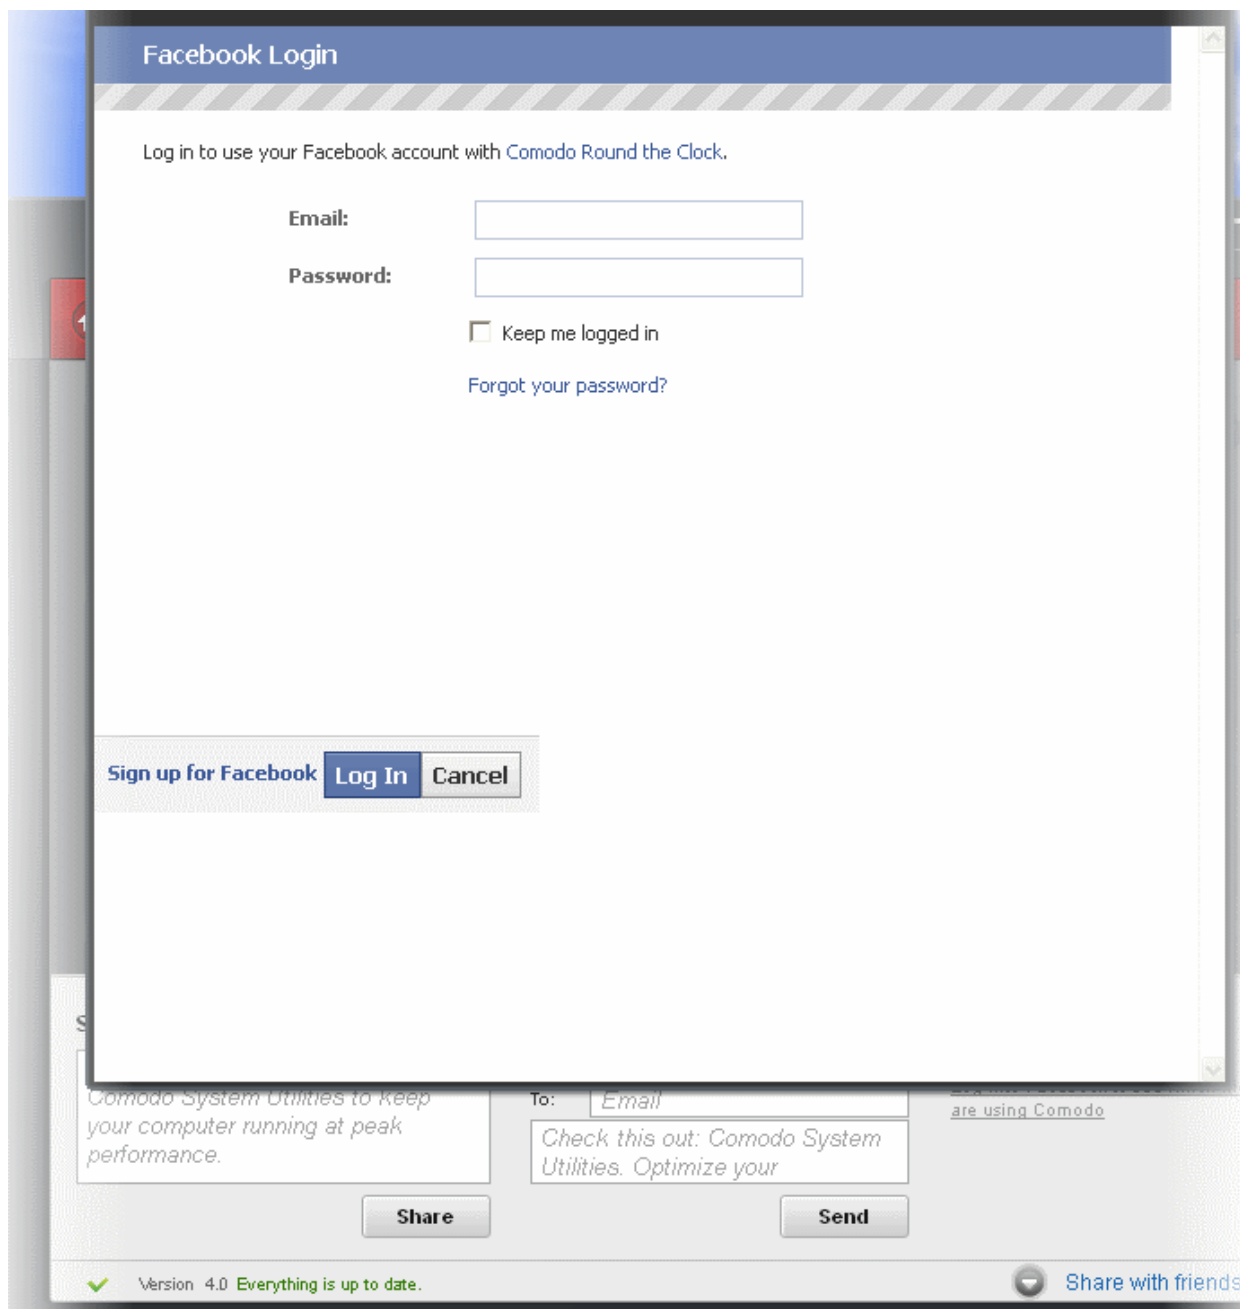 Facebook Login
Log in to use your Facebook account with Comodo Round the Clock.
Email:
Password:
Keep me logged in
Forgot your password?
Sign up for Facebook Log In Cancel
S
Comodo System Utilities to keep
your computer running at peak
performance.
Share
To: Email
Check this out: Comodo System
Utilities. Optimize your
Send
are using Comodo
Version 4.0 Everything is up to date.
Share with friends